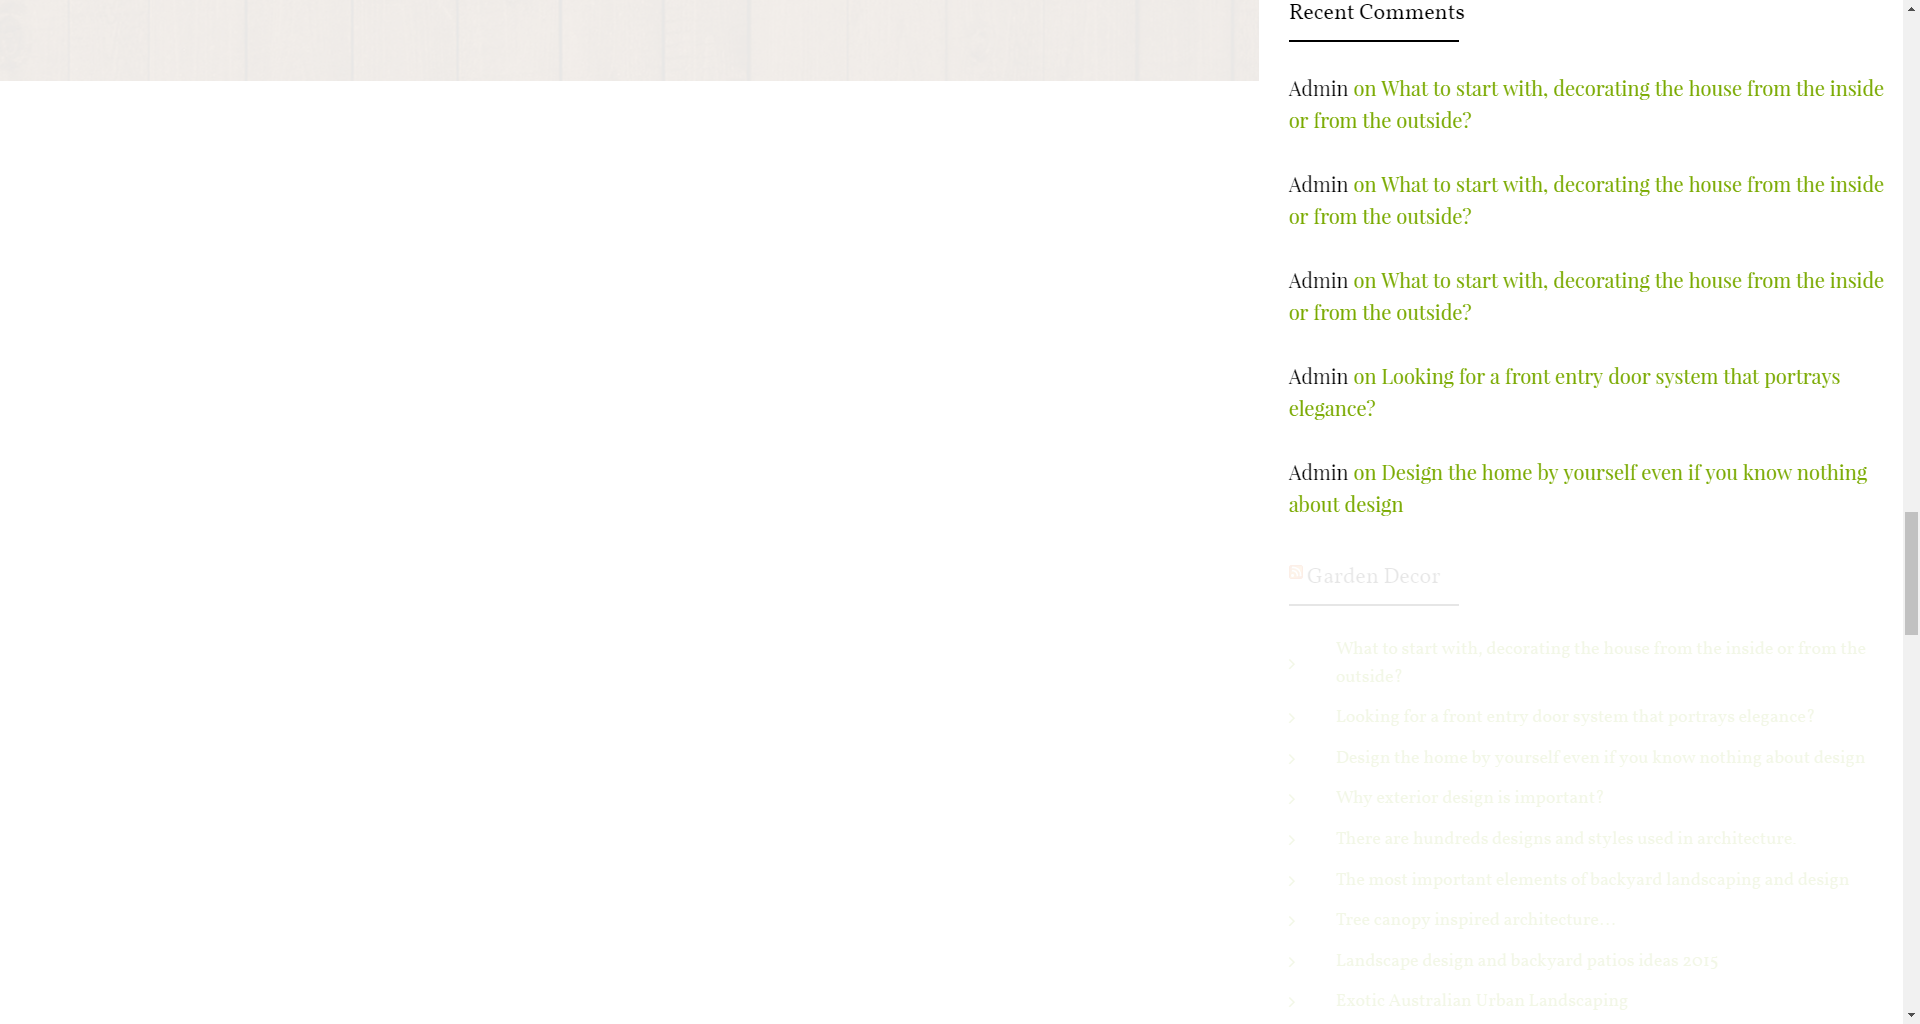 Recent Comments
Admin on What to start with, decorating the house from the inside
or from the outside?
Admin on What to start with, decorating the house from the inside
or from the outside?
Admin on What to start with, decorating the house from the inside
or from the outside?
Admin on Looking for a front entry door system that portrays
elegance?
Admin on Design the home by yourself even if you know nothing
about design
Garden Decor
What to start with, decorating the house from the inside or from the
outside?
Looking for a front entry door system that portrays elegance?
Design the home by yourself even if you know nothing about design
Why exterior design is important?
There are hundreds designs and styles used in architecture
The most important elements of backyard landscaping and design
Tree canopy inspired architecture…
Landscape design and backyard patios ideas 2015
Exotic Australian Urban Landscaping